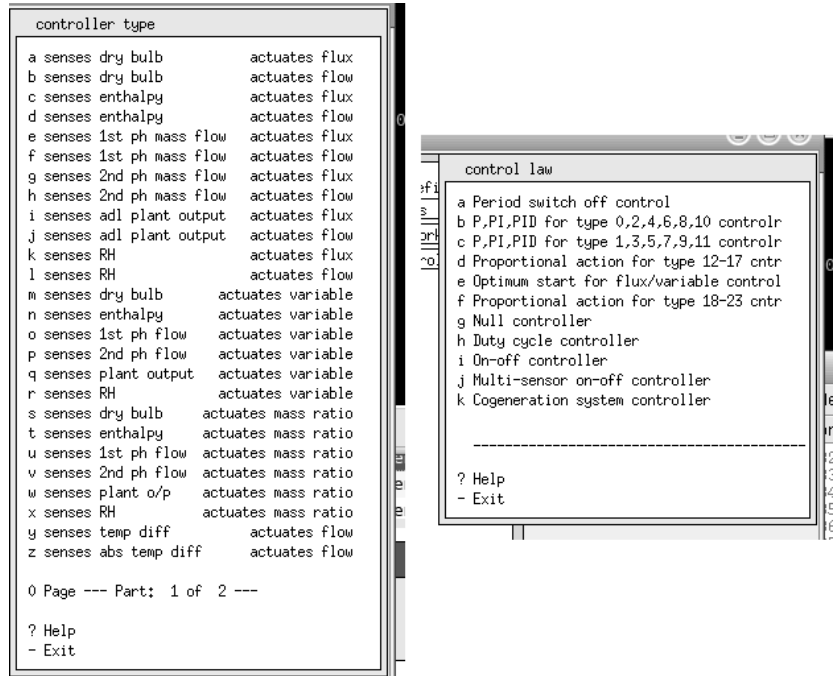 controller type
a senses dry bulb actuates flux
b senses dry bulb actuates flow
c senses enthalpy actuates flux
d senses enthalpy actuates flow
e senses 1st ph mass flow actuates flux
f senses 1st ph mass flow actuates flow
g senses 2nd ph mass flow actuates flux
h senses 2nd ph mass flow actuates flow
i senses adl plant output actuates flux
j senses adl plant output actuates flow
k senses RH actuates flux
l senses RH actuates flow
m senses dry bulb actuates variable
n senses enthalpy actuates variable
o senses 1st ph flow actuates variable
p senses 2nd ph flow actuates variable
q senses plant output actuates variable
r senses RH actuates variable
s senses dry bulb actuates mass ratio
t senses enthalpy actuates mass ratio
u senses 1st ph flow actuates mass ratio
v senses 2nd ph flow actuates mass ratio
w senses plant o/p actuates mass ratio
x senses RH actuates mass ratio
y senses temp diff actuates flow
z senses abs temp diff actuates flow
0 Page --- Part: 1 of 2 ---
? Help
- Exit
control law
a Period switch off control
b P,PI,PID for type 0,2,4,6,8,10 controlr
c P,PI,PID for type 1,3,5,7,9,11 controlr
d Proportional action for type 12-17 cntr
e Optimum start for flux/variable control
f Proportional action for type 18-23 cntr
g Null controller
h Duty cycle controller
i On-off controller
j Multi-sensor on-off controller
k Cogeneration system controller
? Help
- Exit